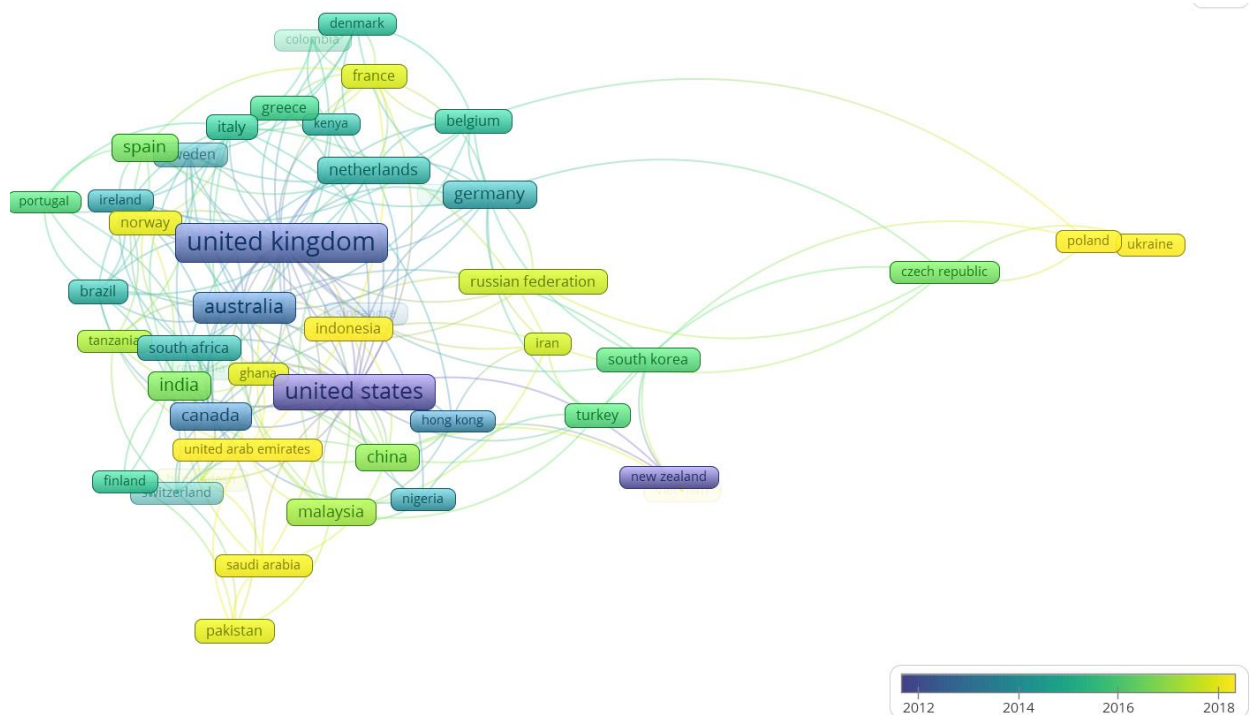 denmark
colombia
france
greece
kenya
belgium
italy
spain
sweden
netherlands
germany
portugal
ireland
norway
united kingdom
poland
ukraine
czech republic
russian federation
brazil
australia
indonesia
tanzania
south africa
iran
south korea
ghana
india
united states
canada
hong kong
turkey
united arab emirates
china
new zealand
finland
switzerland
nigeria
malaysia
saudi arabia
pakistan
2012 2014 2016 2018